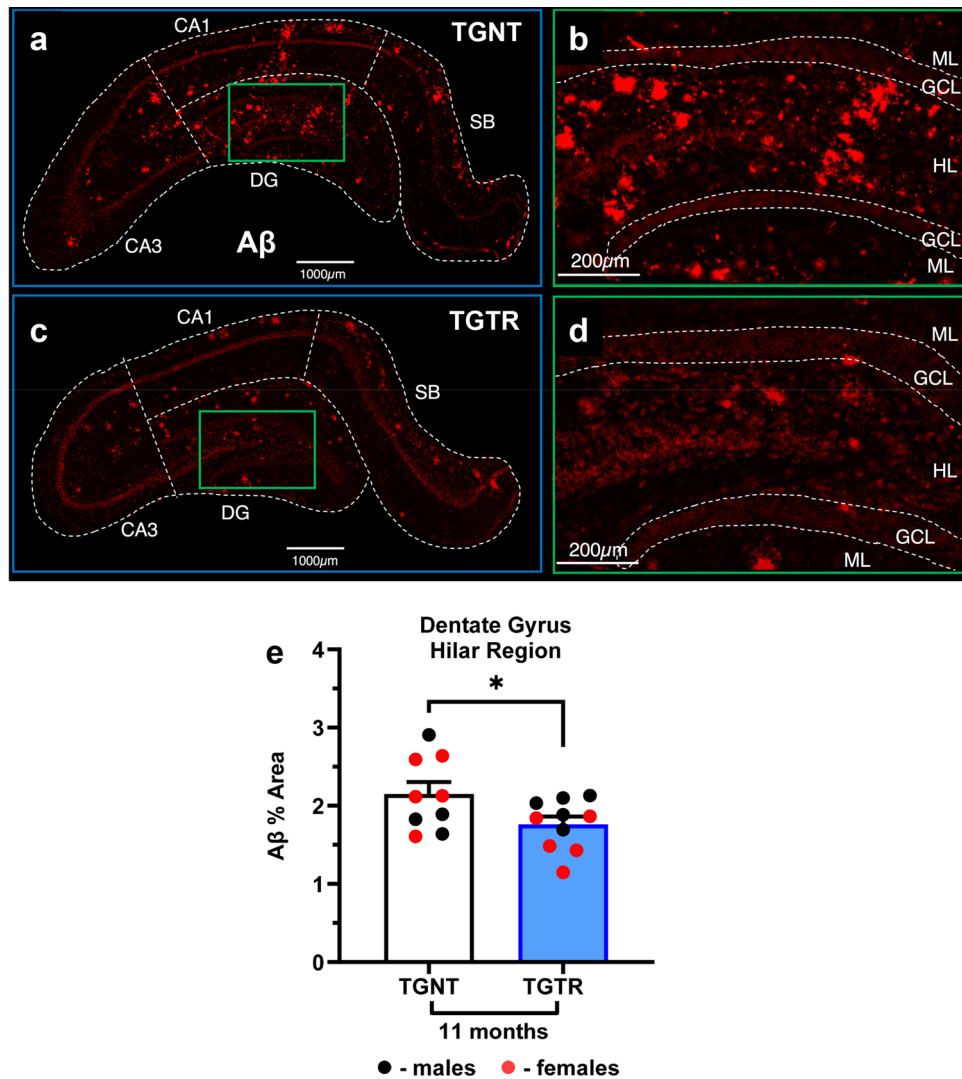 a
CA1
TGNT
SB
DG
CA3
Aβ
1000µm
b
ML
GCL
HL
GCL
ML
200µm
c
CA1
TGTR
SB
CA3
DG
1000µm
d
ML
GCL
HL
GCL
ML
200µm
e
Dentate Gyrus
Hilar Region
*
4
3
2
1
0
Aβ % Area
TGNT
TGTR
11 months
- males
- females